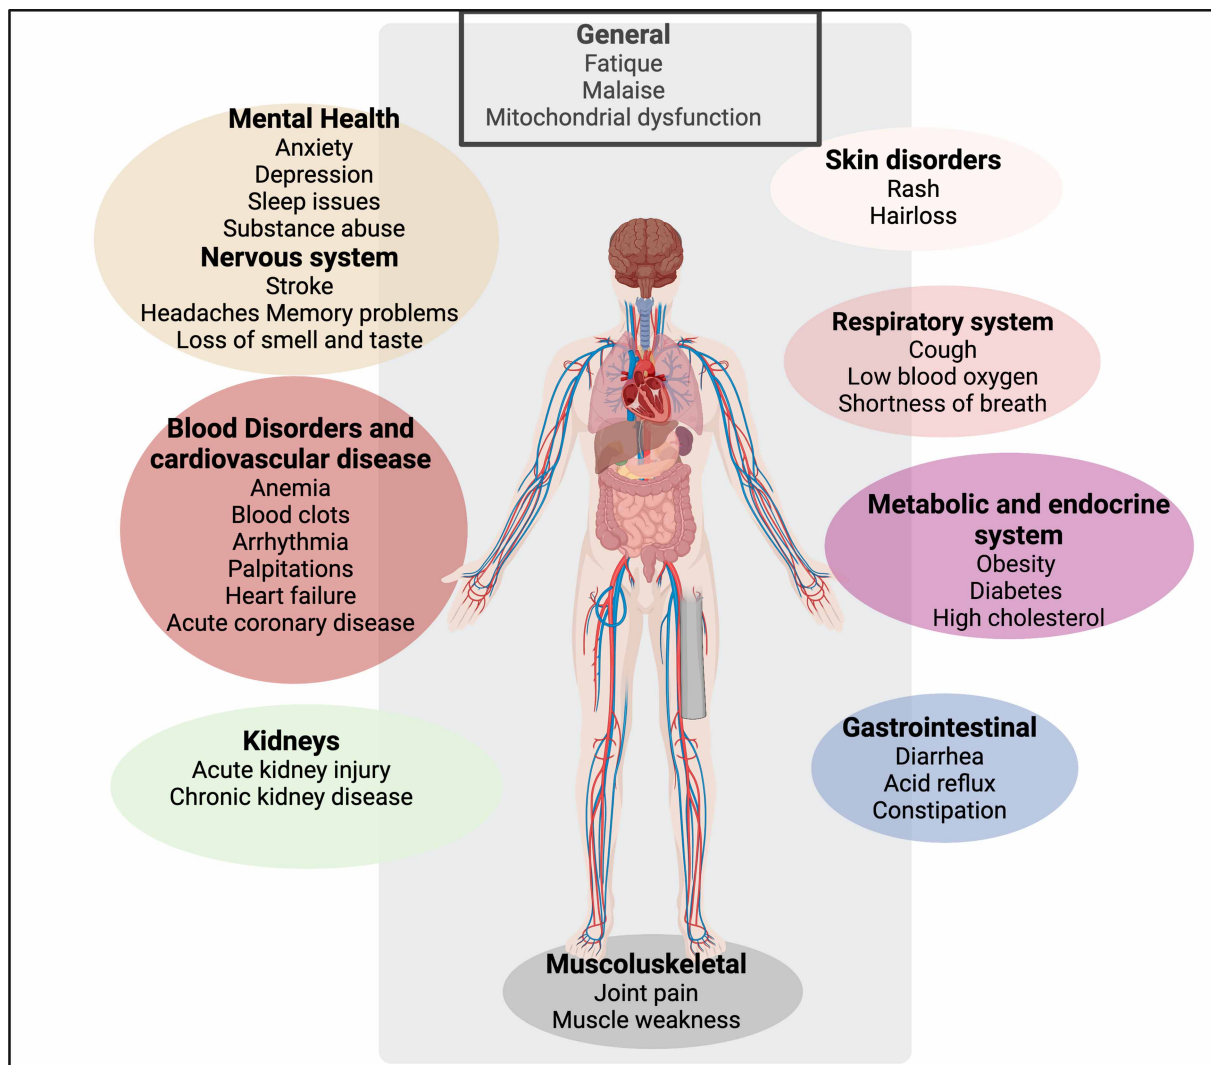 General
Fatique
Malaise
Mitochondrial dysfunction
Mental Health
Anxiety
Depression
Sleep issues
Substance abuse
Nervous system
Stroke
Headaches Memory problems
Loss of smell and taste
Skin disorders
Rash
Hairloss
Respiratory system
Cough
Low blood oxygen
Shortness of breath
Blood Disorders and
cardiovascular disease
Anemia
Blood clots
Arrhythmia
Palpitations
Heart failure
Acute coronary disease
Metabolic and endocrine
system
Obesity
Diabetes
High cholesterol
Kidneys
Acute kidney injury
Chronic kidney disease
Gastrointestinal
Diarrhea
Acid reflux
Constipation
Muscoluskeletal
Joint pain
Muscle weakness